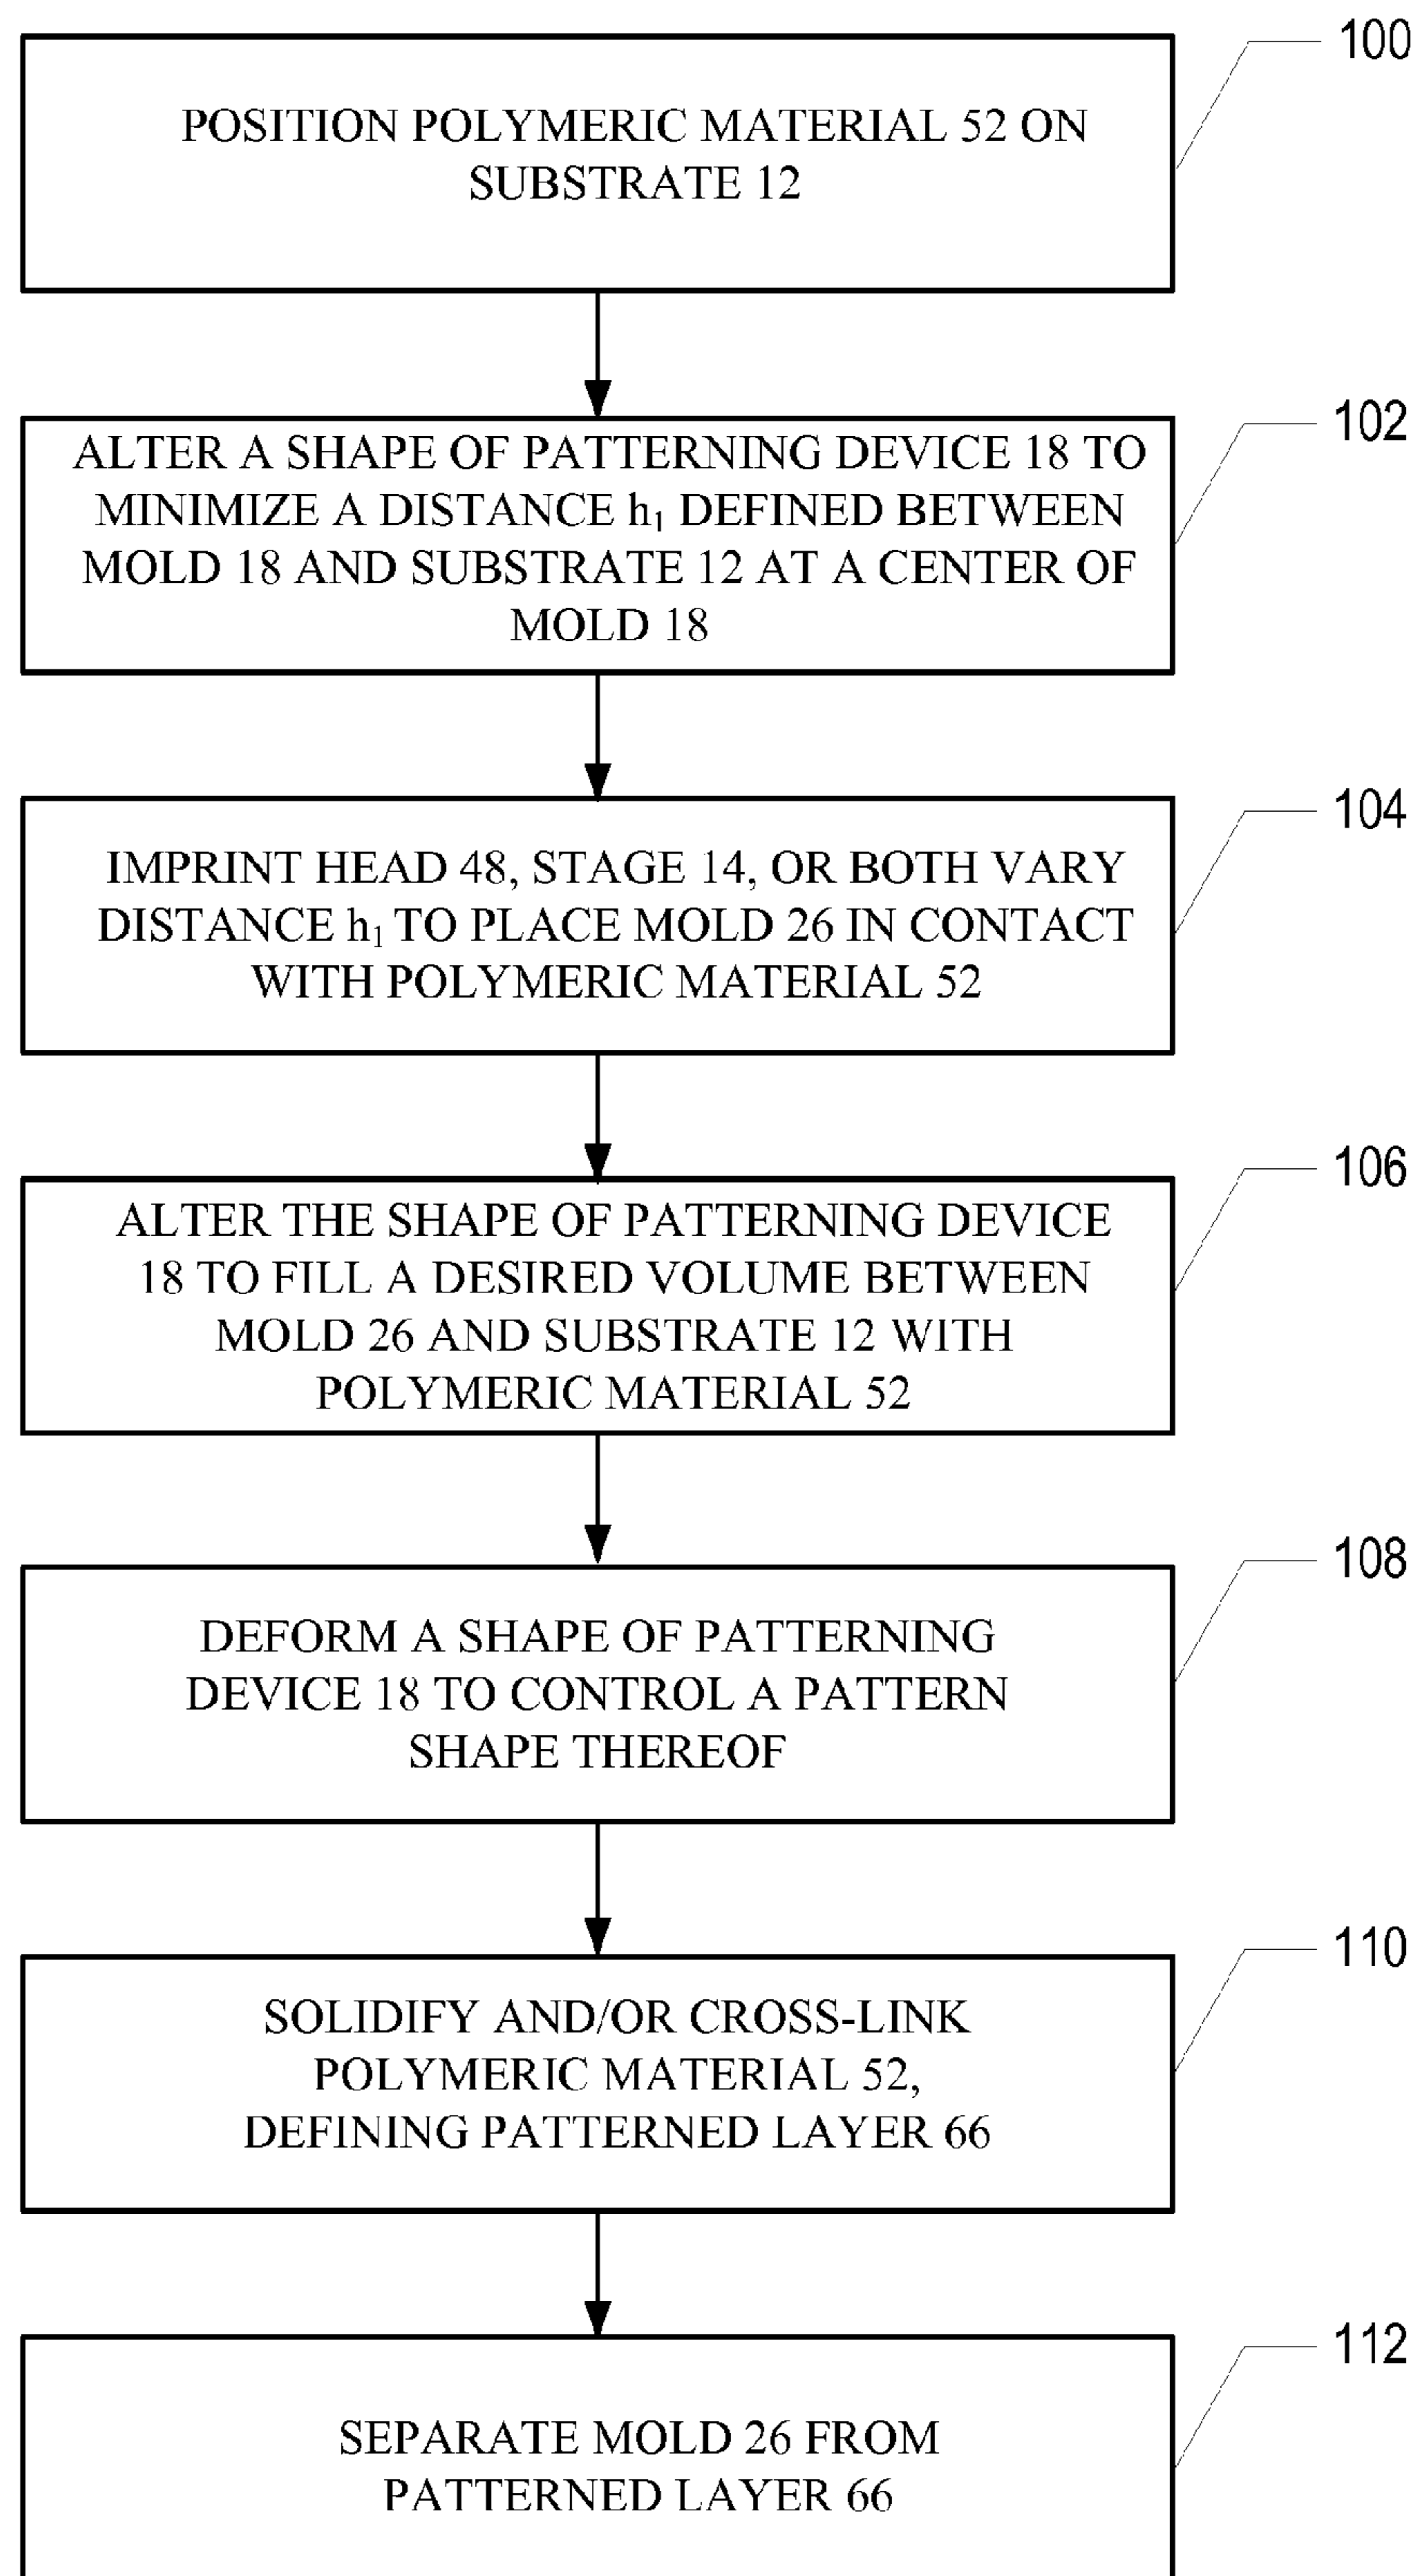 100
POSITION POLYMERIC MATERIAL 52 ON
SUBSTRATE 12
102
ALTER A SHAPE OF PATTERNING DEVICE 18 TO
MINIMIZE A DISTANCE h₁ DEFINED BETWEEN
MOLD 18 AND SUBSTRATE 12 AT A CENTER OF
MOLD 18
104
IMPRINT HEAD 48, STAGE 14, OR BOTH VARY
DISTANCE h₁ TO PLACE MOLD 26 IN CONTACT
WITH POLYMERIC MATERIAL 52
106
ALTER THE SHAPE OF PATTERNING DEVICE
18 TO FILL A DESIRED VOLUME BETWEEN
MOLD 26 AND SUBSTRATE 12 WITH
POLYMERIC MATERIAL 52
108
DEFORM A SHAPE OF PATTERNING
DEVICE 18 TO CONTROL A PATTERN
SHAPE THEREOF
110
SOLIDIFY AND/OR CROSS-LINK
POLYMERIC MATERIAL 52,
DEFINING PATTERNED LAYER 66
112
SEPARATE MOLD 26 FROM
PATTERNED LAYER 66